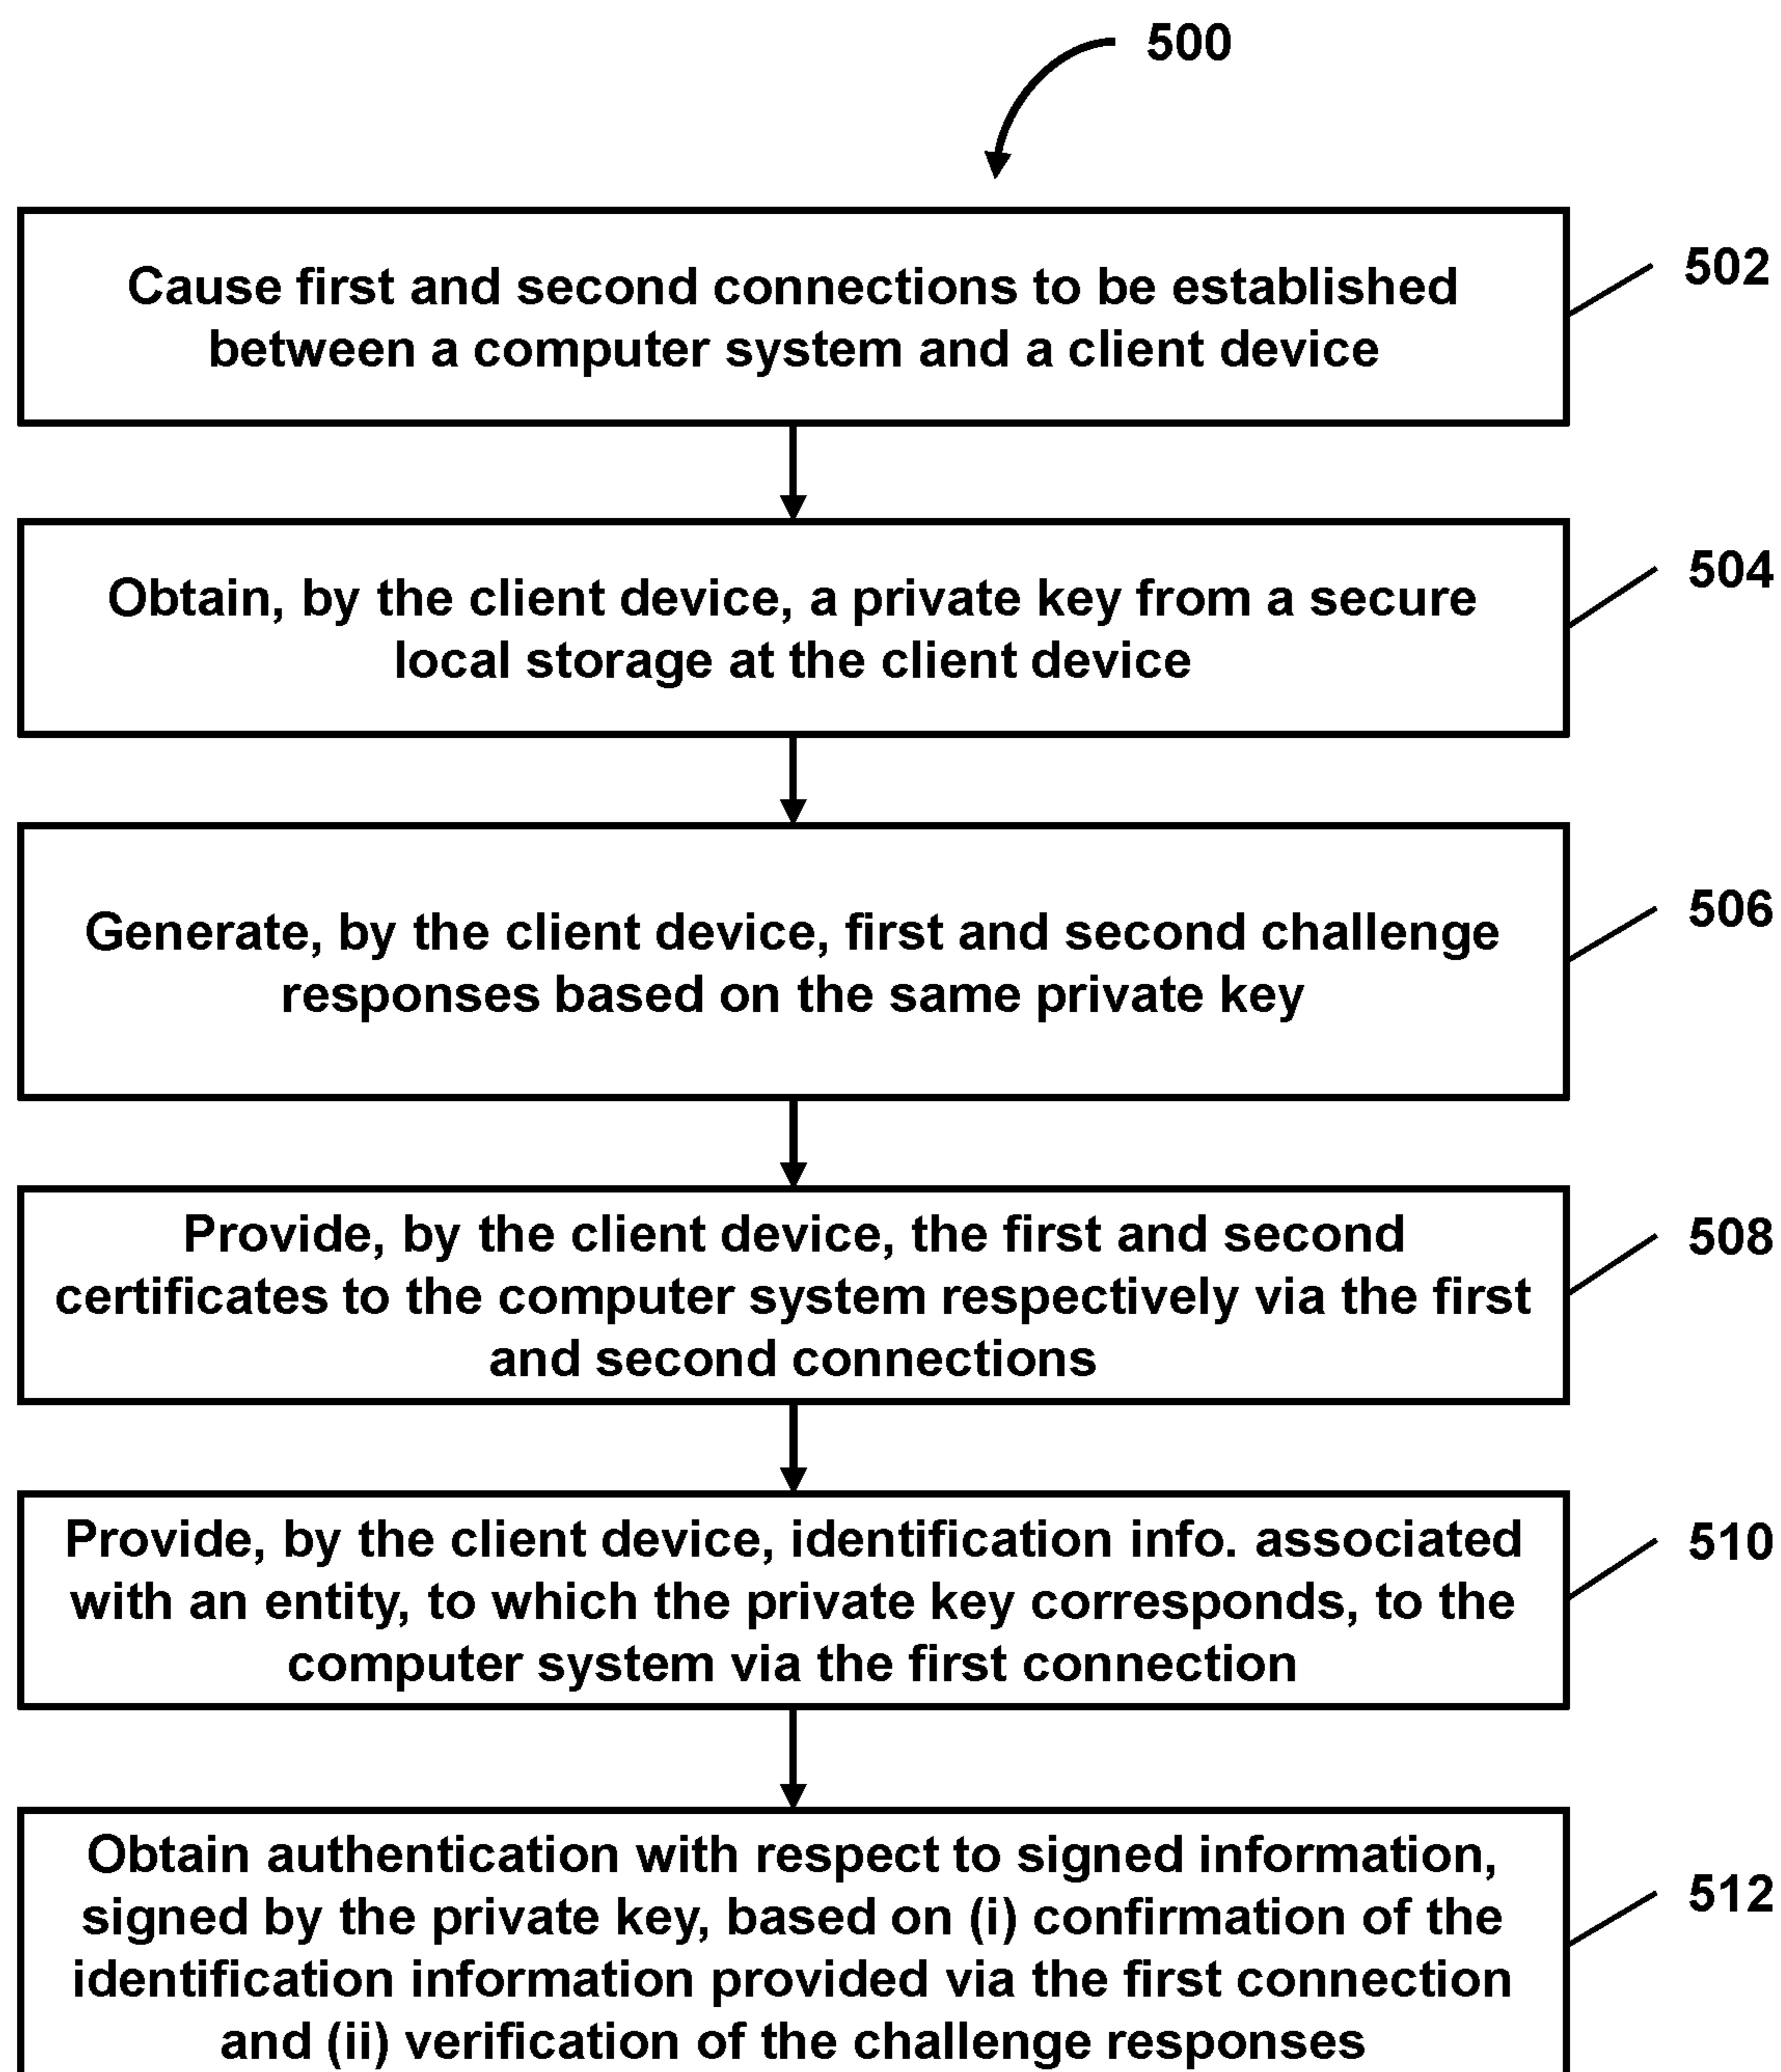 500
Cause first and second connections to be established
between a computer system and a client device
502
Obtain, by the client device, a private key from a secure
local storage at the client device
504
Generate, by the client device, first and second challenge
responses based on the same private key
506
Provide, by the client device, the first and second
certificates to the computer system respectively via the first
and second connections
508
Provide, by the client device, identification info. associated
with an entity, to which the private key corresponds, to the
computer system via the first connection
510
Obtain authentication with respect to signed information,
signed by the private key, based on (i) confirmation of the
identification information provided via the first connection
and (ii) verification of the challenge responses
512